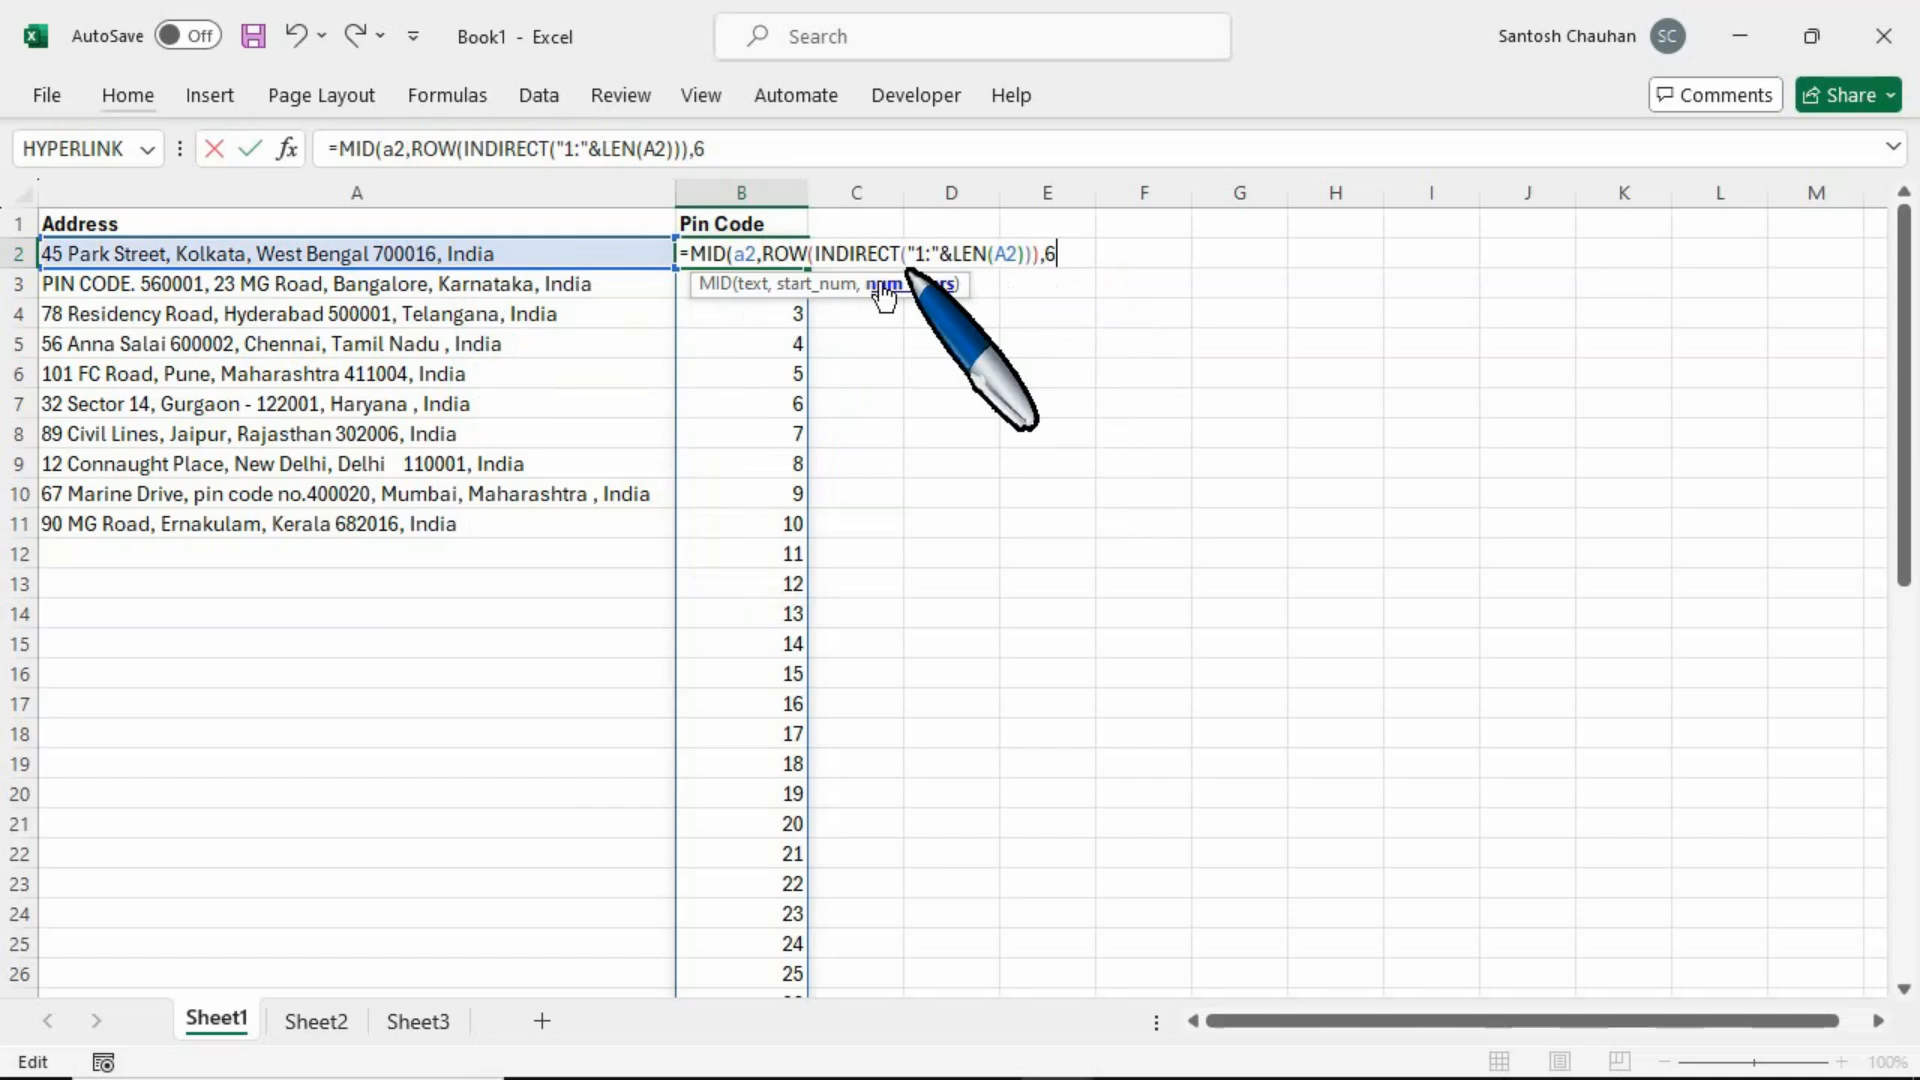 AutoSave Off Book1 - Excel Search Santosh Chauhan SC
File Home Insert Page Layout Formulas Data Review View Automate Developer Help Comments Share
HYPERLINK fx =MID(a2,ROW(INDIRECT("1:"&LEN(A2))),6
A B C D E F G H I J K L M
1 Address Pin Code
2 45 Park Street, Kolkata, West Bengal 700016, India =MID(a2,ROW(INDIRECT("1:"&LEN(A2))),6
3 PIN CODE. 560001, 23 MG Road, Bangalore, Karnataka, India MID(text, start_num,
4 78 Residency Road, Hyderabad 500001, Telangana, India 3
5 56 Anna Salai 600002, Chennai, Tamil Nadu , India 4
6 101 FC Road, Pune, Maharashtra 411004, India 5
7 32 Sector 14, Gurgaon - 122001, Haryana , India 6
8 89 Civil Lines, Jaipur, Rajasthan 302006, India 7
9 12 Connaught Place, New Delhi, Delhi 110001, India 8
10 67 Marine Drive, pin code no.400020, Mumbai, Maharashtra , India 9
11 90 MG Road, Ernakulam, Kerala 682016, India 10
12 11
13 12
14 13
15 14
16 15
17 16
18 17
19 18
20 19
21 20
22 21
23 22
24 23
25 24
26 25
Sheet1 Sheet2 Sheet3
Edit 100%